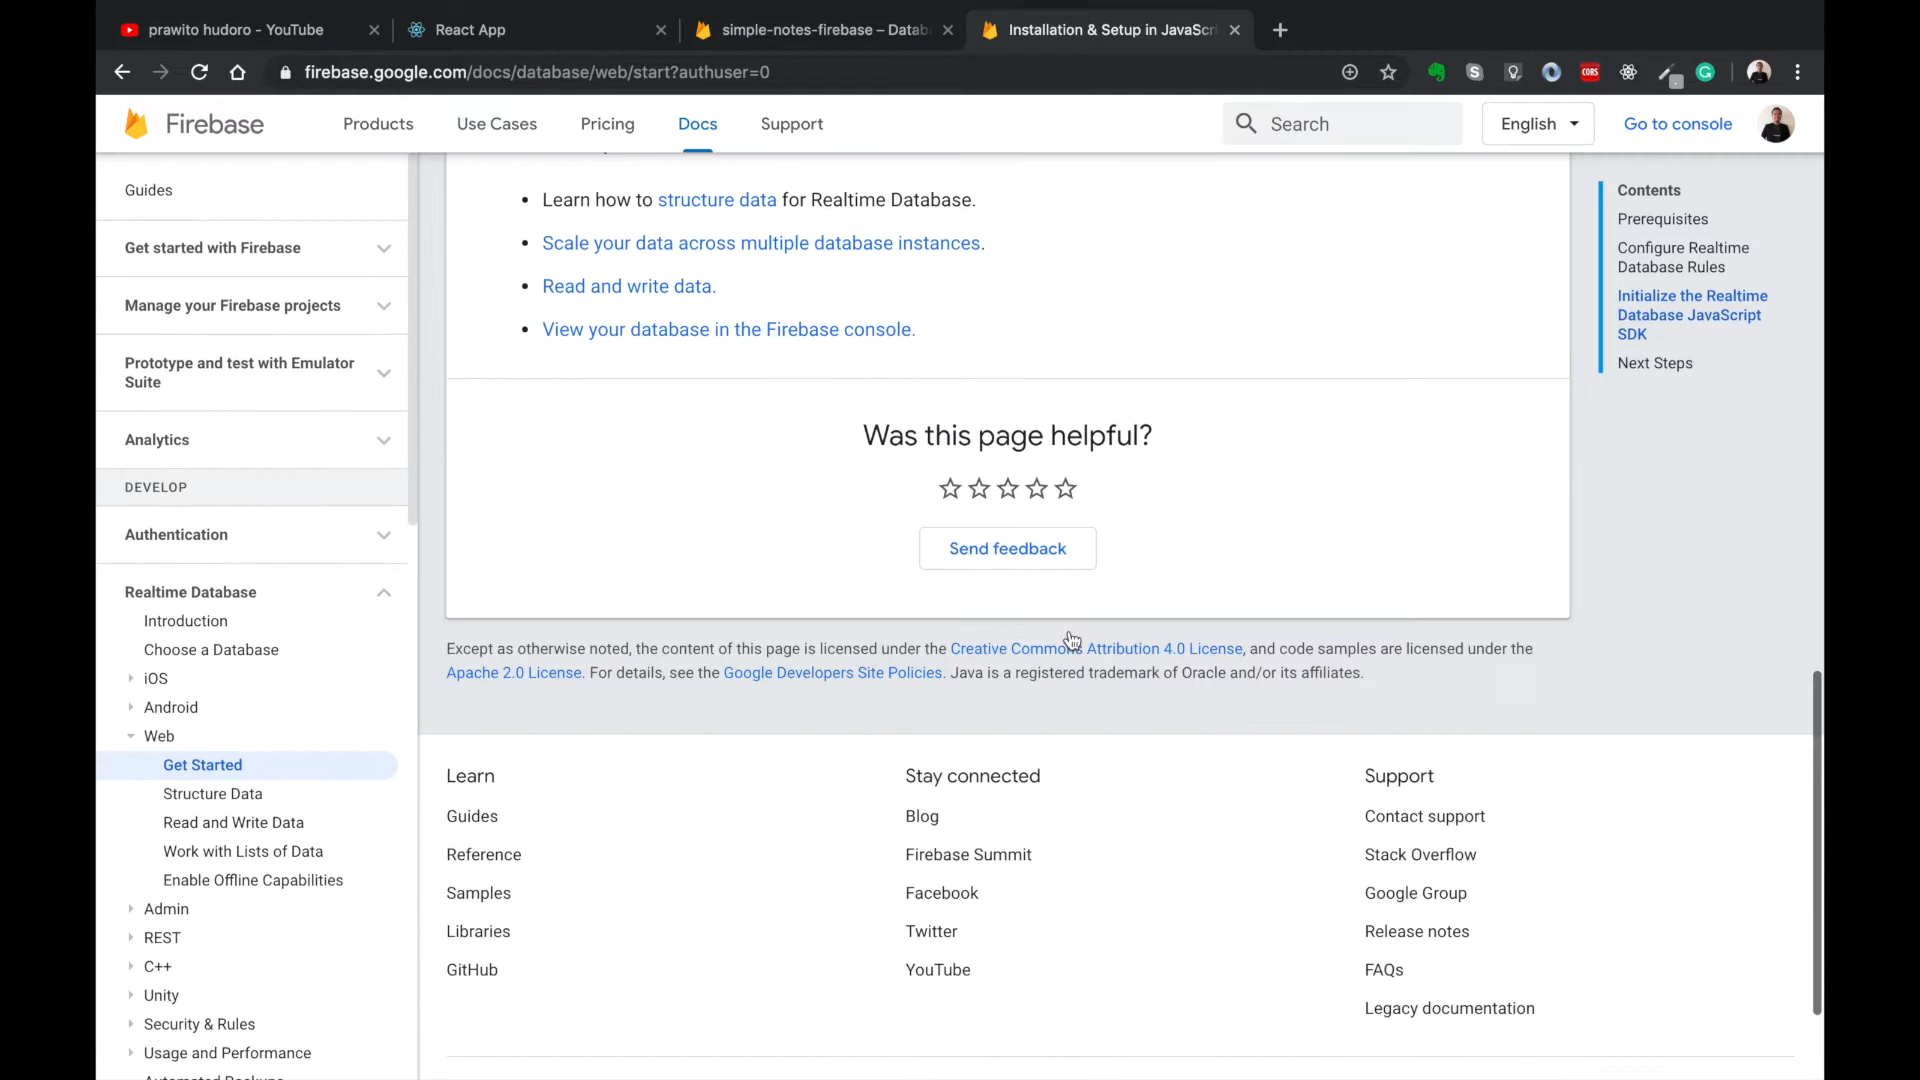 prawito hudoro - YouTube
React App
simple-notes-firebase – Datab
Installation & Setup in JavaScri
firebase.google.com/docs/database/web/start?authuser=0
CORS
Firebase
Products
Use Cases
Pricing
Docs
Support
Search
English
Go to console
Guides
Get started with Firebase
Manage your Firebase projects
Prototype and test with Emulator
Suite
Analytics
DEVELOP
Authentication
Realtime Database
Introduction
Choose a Database
iOS
Android
Web
Get Started
Structure Data
Read and Write Data
Work with Lists of Data
Enable Offline Capabilities
Admin
REST
C++
Unity
Security & Rules
Usage and Performance
• Learn how to structure data for Realtime Database.
• Scale your data across multiple database instances.
• Read and write data.
• View your database in the Firebase console.
Was this page helpful?
Send feedback
Except as otherwise noted, the content of this page is licensed under the Creative Commons Attribution 4.0 License, and code samples are licensed under the
Apache 2.0 License. For details, see the Google Developers Site Policies. Java is a registered trademark of Oracle and/or its affiliates.
Contents
Prerequisites
Configure Realtime
Database Rules
Initialize the Realtime
Database JavaScript
SDK
Next Steps
Learn
Guides
Reference
Samples
Libraries
GitHub
Stay connected
Blog
Firebase Summit
Facebook
Twitter
YouTube
Support
Contact support
Stack Overflow
Google Group
Release notes
FAQs
Legacy documentation